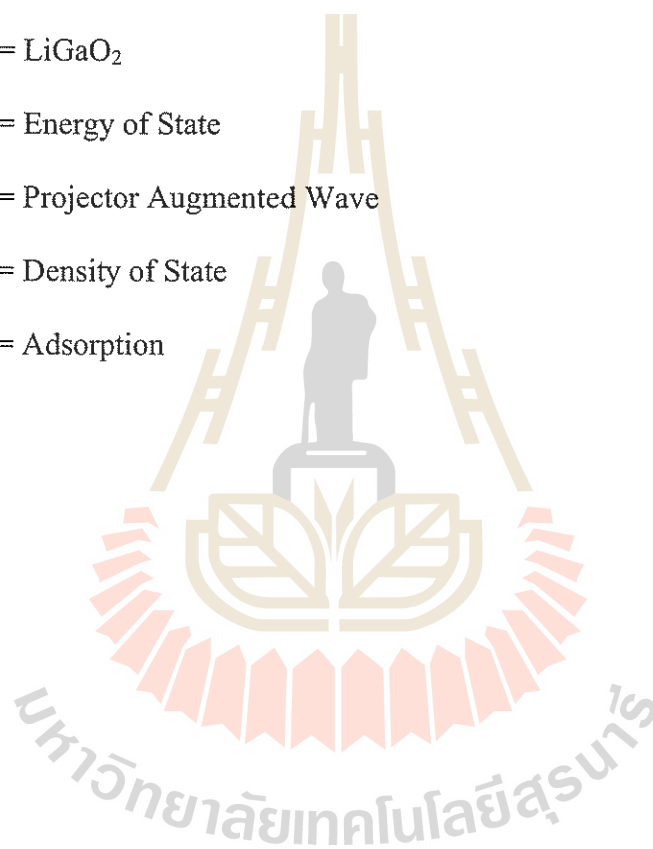 = LiGaO₂
= Energy of State
= Projector Augmented Wave
= Density of State
= Adsorption
มหาวิทยาลัยเทคโนโลยีสุรนารี